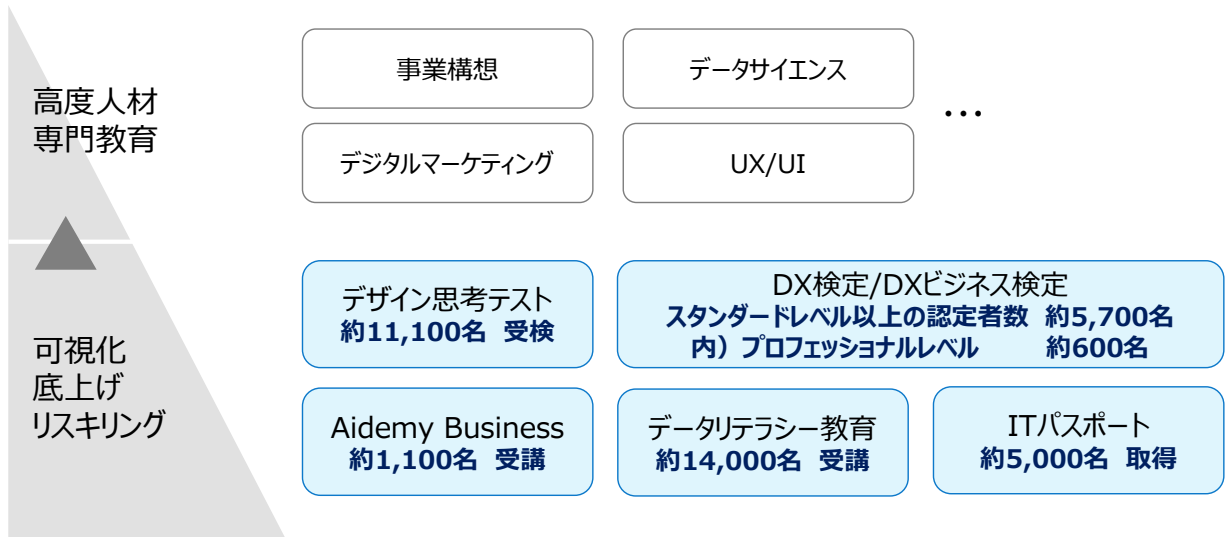 高度人材
専門教育
事業構想
データサイエンス
デジタルマーケティング
UX/UI
…
可視化
底上げ
リスキリング
デザイン思考テスト
約11,100名 受検
DX検定/DXビジネス検定
スタンダードレベル以上の認定者数 約5,700名
内）プロフェッショナルレベル 約600名
Aidemy Business
約1,100名 受講
データリテラシー教育
約14,000名 受講
ITパスポート
約5,000名 取得